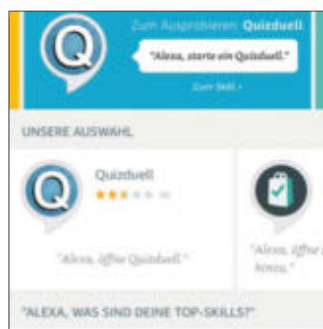 Zum Ausprobieren: Quizduell
"Alexa, starte ein Quizduell."
Zum Skill ›
UNSERE AUSWAHL
Quizduell
"Alexa, öffne Quizduell."
"Alexa, öffne
hinzu."
"ALEXA, WAS SIND DEINE TOP-SKILLS?"